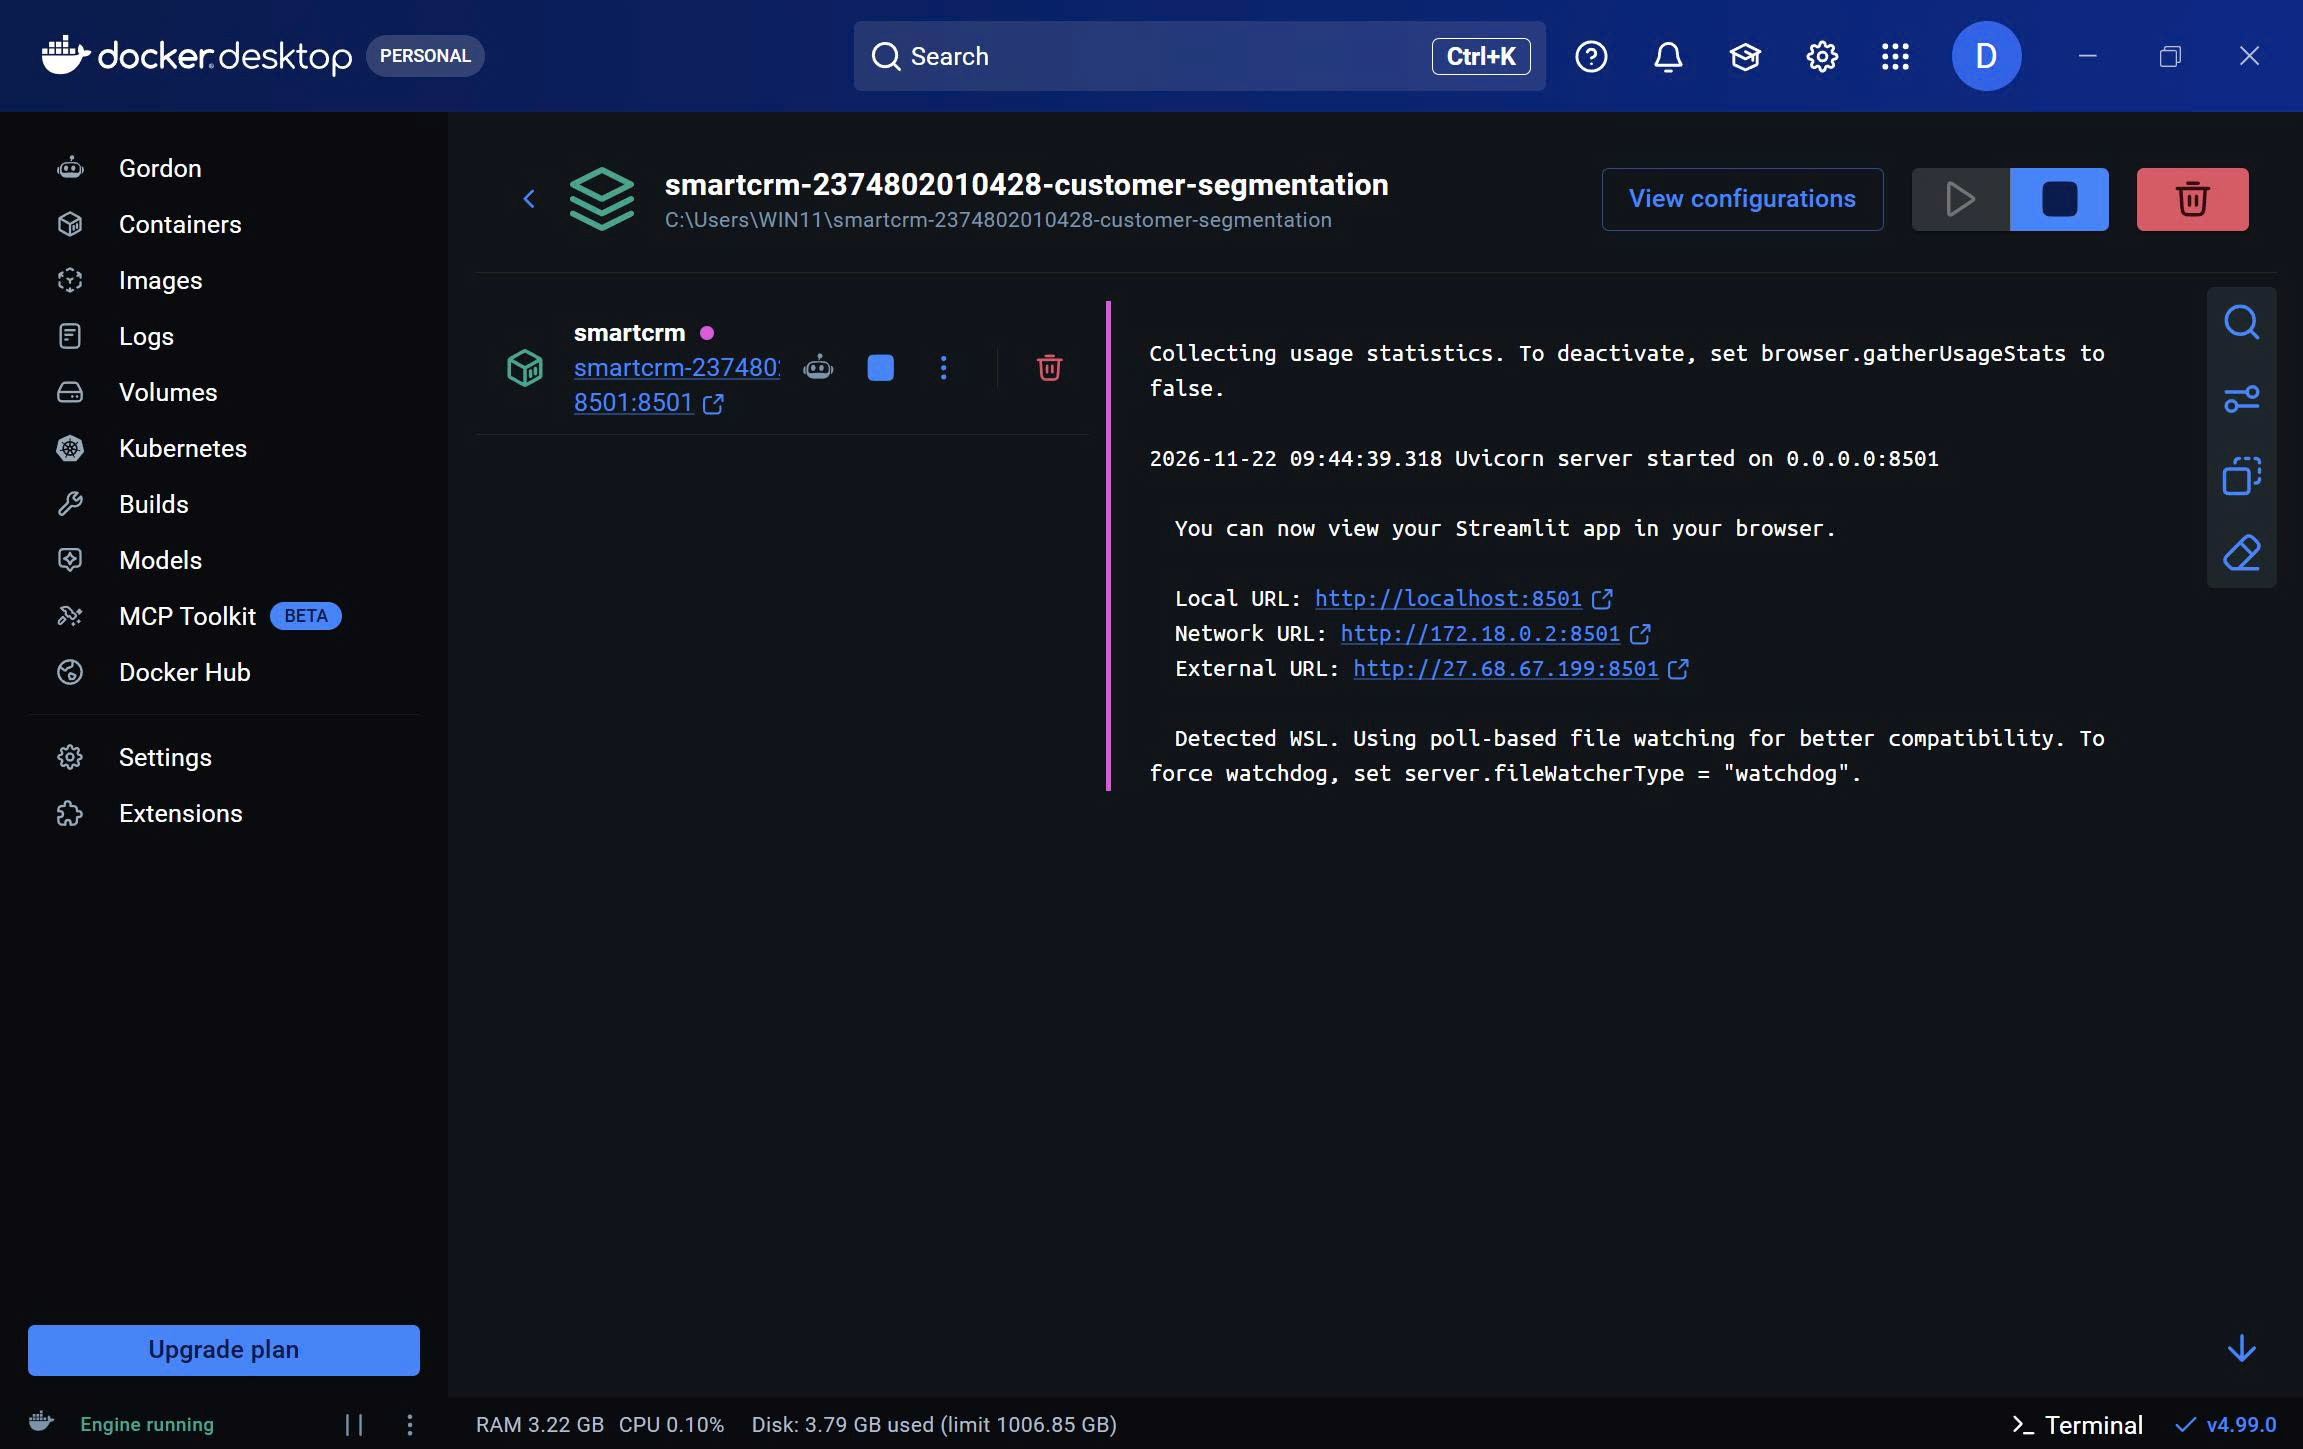 docker desktop PERSONAL
Search Ctrl+K
D
Gordon
Containers
Images
Logs
Volumes
Kubernetes
Builds
Models
MCP Toolkit BETA
Docker Hub
Settings
Extensions
Upgrade plan
smartcrm-2374802010428-customer-segmentation
C:\Users\WIN11\smartcrm-2374802010428-customer-segmentation
View configurations
smartcrm
smartcrm-237480
8501:8501
Collecting usage statistics. To deactivate, set browser.gatherUsageStats to
false.
2026-11-22 09:44:39.318 Uvicorn server started on 0.0.0.0:8501
You can now view your Streamlit app in your browser.
Local URL: http://localhost:8501
Network URL: http://172.18.0.2:8501
External URL: http://27.68.67.199:8501
Detected WSL. Using poll-based file watching for better compatibility. To
force watchdog, set server.fileWatcherType = "watchdog".
Engine running
RAM 3.22 GB CPU 0.10% Disk: 3.79 GB used (limit 1006.85 GB)
Terminal v4.99.0